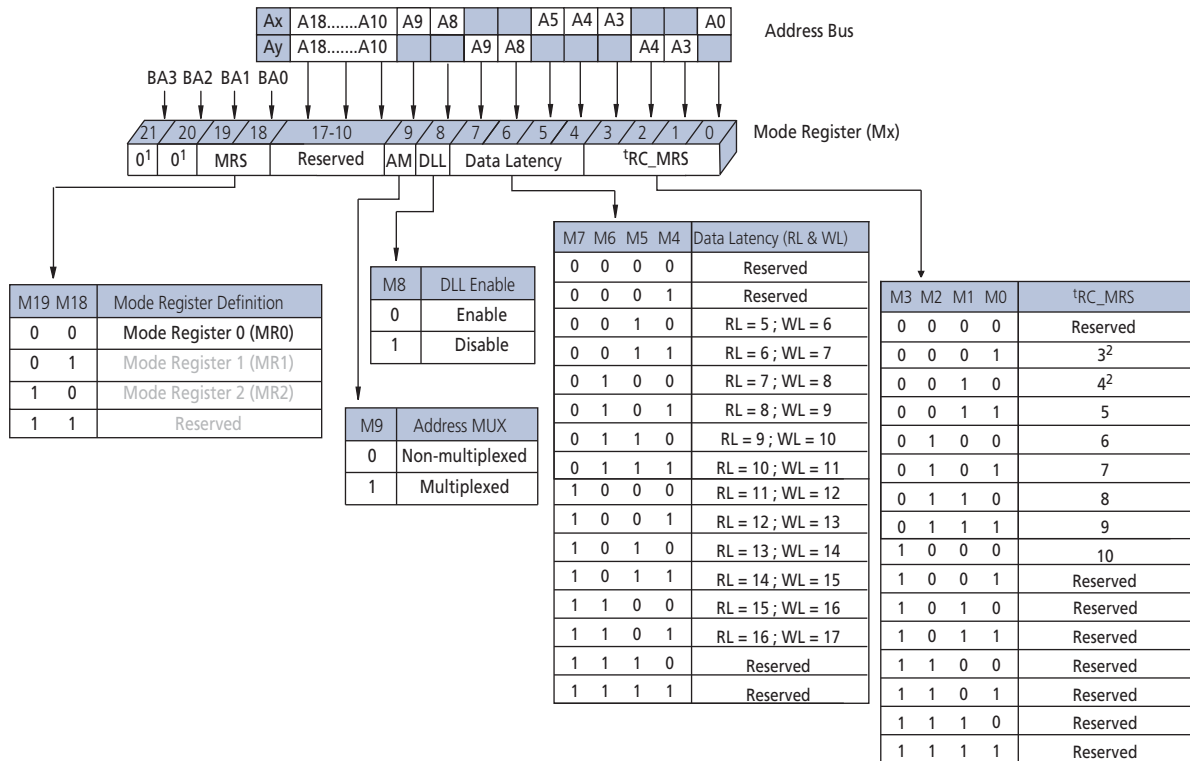 Ax A18.......A10 A9 A8 A5 A4 A3 A0
Address Bus
Ay A18.......A10 A9 A8 A4 A3
BA3 BA2 BA1 BA0
21 20 19 18 17-10 9 8 7 6 5 4 3 2 1 0
Mode Register (Mx)
0¹ 0¹ MRS Reserved AM DLL Data Latency ᵗRC_MRS
M19 M18 Mode Register Definition
0 0 Mode Register 0 (MR0)
0 1 Mode Register 1 (MR1)
1 0 Mode Register 2 (MR2)
1 1 Reserved
M8 DLL Enable
0 Enable
1 Disable
M9 Address MUX
0 Non-multiplexed
1 Multiplexed
M7 M6 M5 M4 Data Latency (RL & WL)
0 0 0 0 Reserved
0 0 0 1 Reserved
0 0 1 0 RL = 5 ; WL = 6
0 0 1 1 RL = 6 ; WL = 7
0 1 0 0 RL = 7 ; WL = 8
0 1 0 1 RL = 8 ; WL = 9
0 1 1 0 RL = 9 ; WL = 10
0 1 1 1 RL = 10 ; WL = 11
1 0 0 0 RL = 11 ; WL = 12
1 0 0 1 RL = 12 ; WL = 13
1 0 1 0 RL = 13 ; WL = 14
1 0 1 1 RL = 14 ; WL = 15
1 1 0 0 RL = 15 ; WL = 16
1 1 0 1 RL = 16 ; WL = 17
1 1 1 0 Reserved
1 1 1 1 Reserved
M3 M2 M1 M0 ᵗRC_MRS
0 0 0 0 Reserved
0 0 0 1 3²
0 0 1 0 4²
0 0 1 1 5
0 1 0 0 6
0 1 0 1 7
0 1 1 0 8
0 1 1 1 9
1 0 0 0 10
1 0 0 1 Reserved
1 0 1 0 Reserved
1 0 1 1 Reserved
1 1 0 0 Reserved
1 1 0 1 Reserved
1 1 1 0 Reserved
1 1 1 1 Reserved